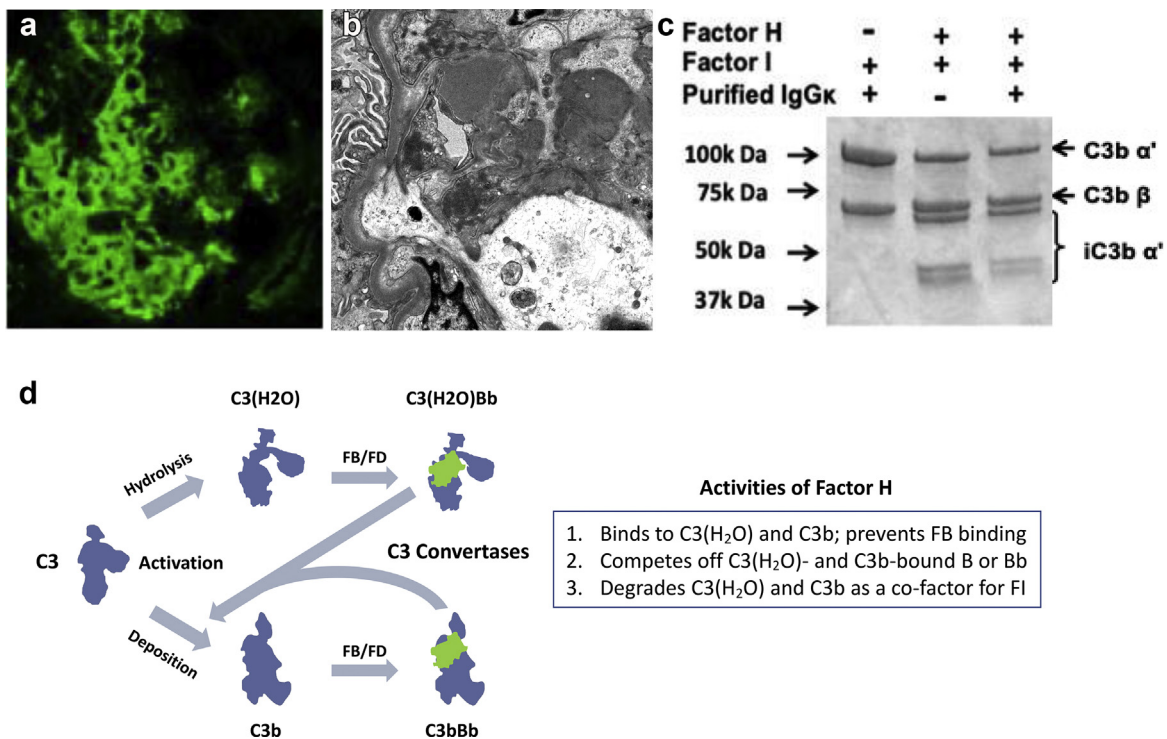 a
b
c
Factor H - + +
Factor I + + +
Purified IgGκ + - +
100k Da
75k Da
50k Da
37k Da
C3b α'
C3b β
iC3b α'
d
C3(H2O)
C3(H2O)Bb
Hydrolysis
FB/FD
C3
Activation
C3 Convertases
Deposition
FB/FD
C3b
C3bBb
Activities of Factor H
1. Binds to C3(H₂O) and C3b; prevents FB binding
2. Competes off C3(H₂O)- and C3b-bound B or Bb
3. Degrades C3(H₂O) and C3b as a co-factor for FI